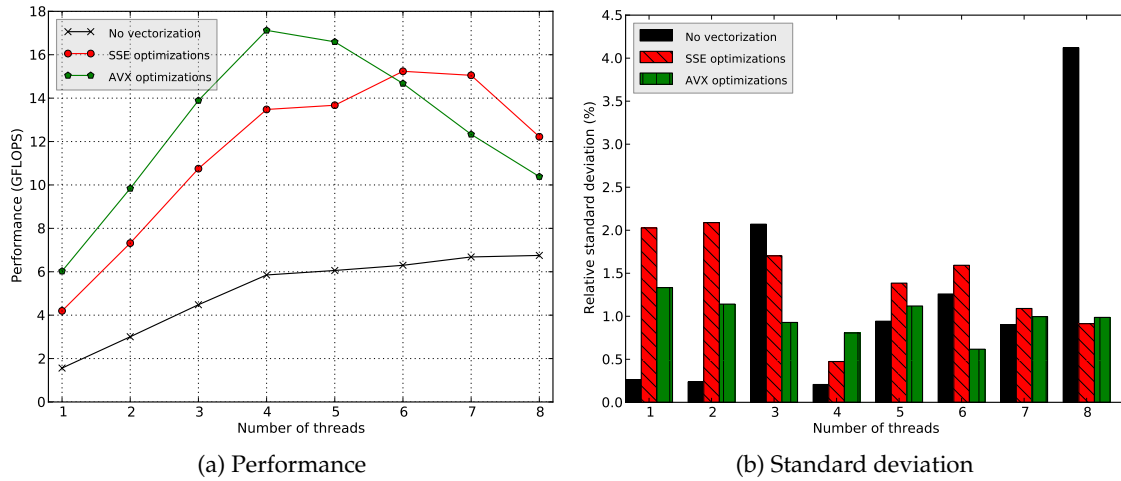 18
16
14
12
10
8
6
4
2
0
Performance (GFLOPS)
No vectorization
SSE optimizations
AVX optimizations
1 2 3 4 5 6 7 8
Number of threads
(a) Performance
4.5
4.0
3.5
3.0
2.5
2.0
1.5
1.0
0.5
0.0
Relative standard deviation (%)
No vectorization
SSE optimizations
AVX optimizations
1 2 3 4 5 6 7 8
Number of threads
(b) Standard deviation